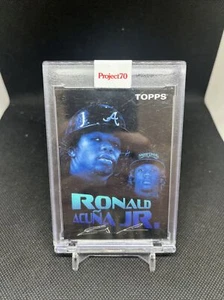 Project70
TOPPS
A
RONALD
ACUÑA JR.